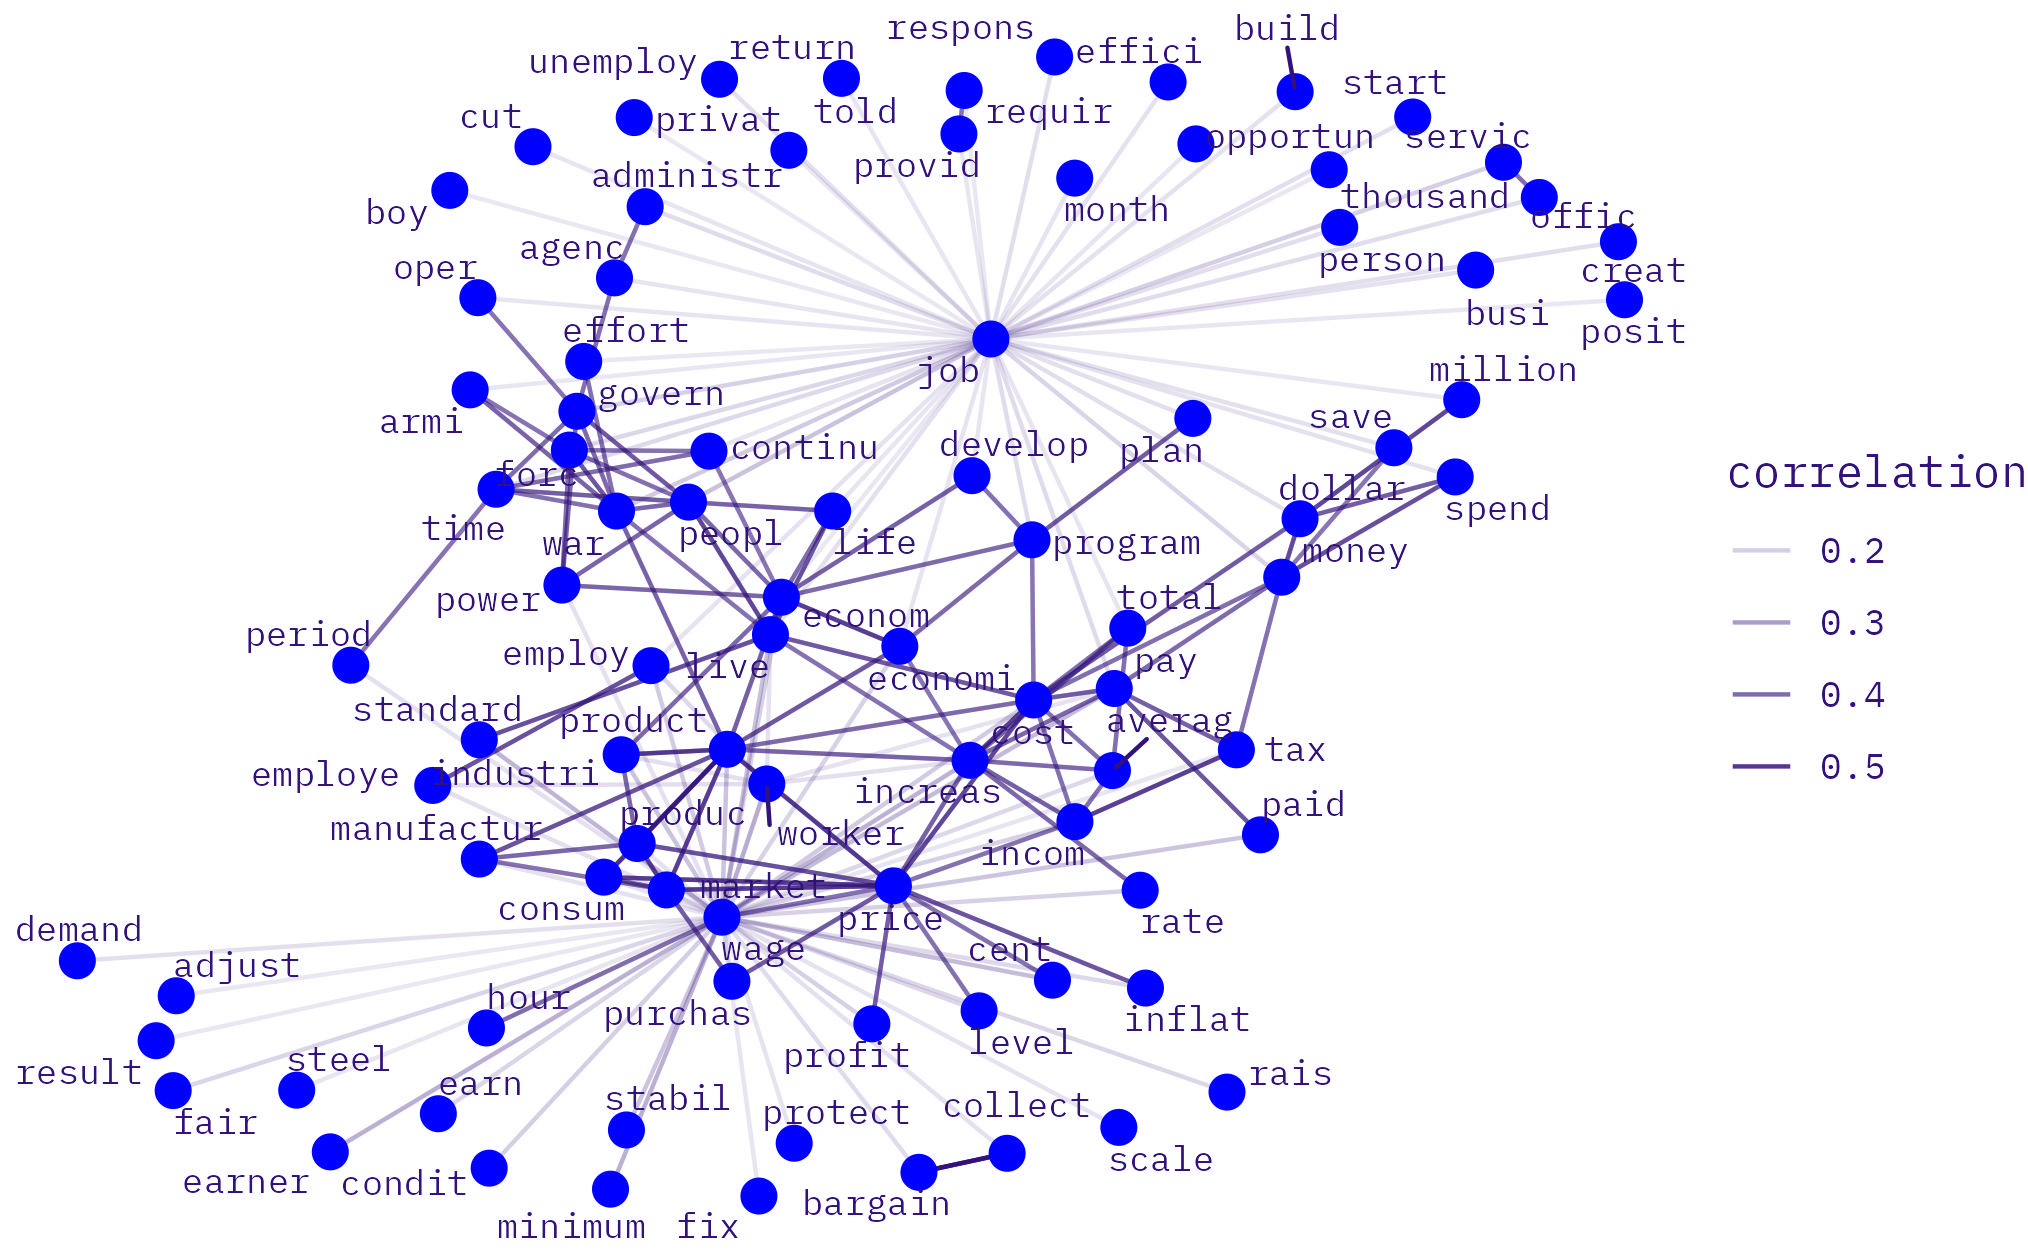 respons
build
return
unemploy
effici
start
cut
privat
told
requir
opportun
servic
provid
administr
month
thousand
boy
offic
agenc
person
oper
creat
busi
effort
posit
job
million
govern
save
armi
develop
continu
plan
forc
dollar
spend
time
war
peopl
life
program
money
power
econom
total
period
employ
live
economi
pay
standard
product
averag
cost
tax
employe
industri
increas
paid
manufactur
produc
worker
incom
market
consum
price
rate
demand
wage
cent
adjust
hour
purchas
inflat
result
steel
profit
level
fair
earn
stabil
protect
collect
rais
earner
condit
scale
minimum
fix
bargain
correlation
0.2
0.3
0.4
0.5